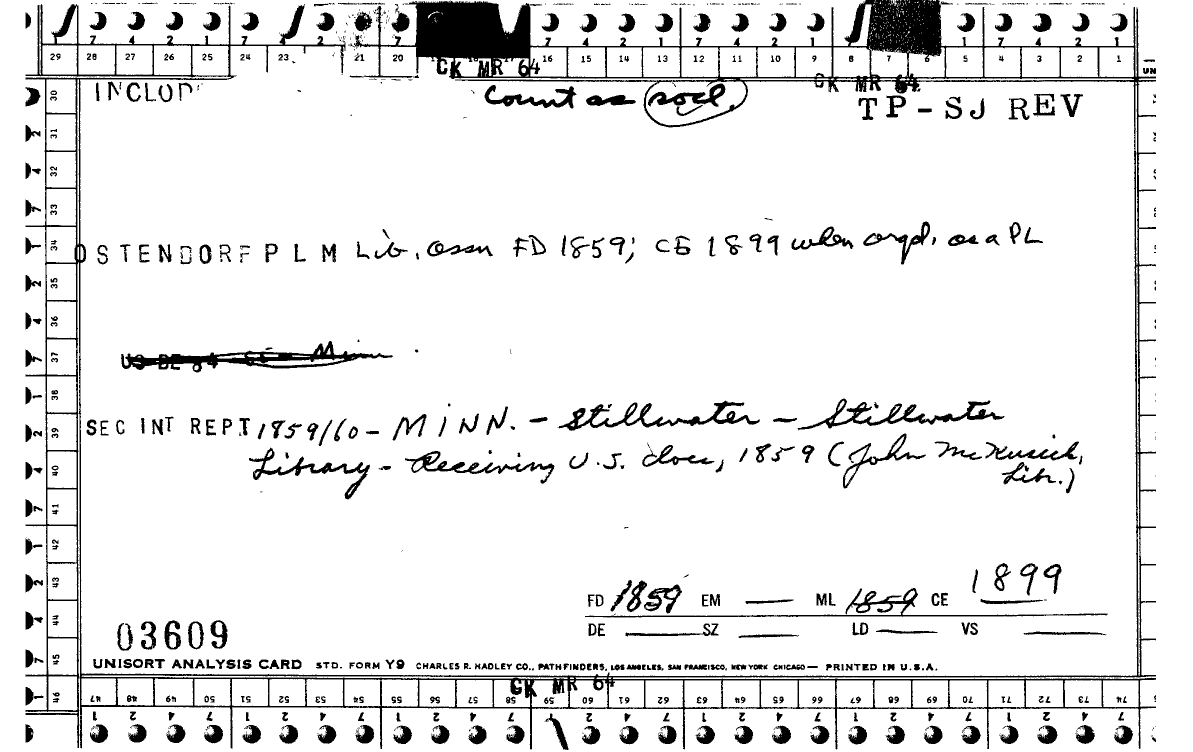 7 4 2 1 7 4 2 7 7 4 2 1 7 4 2 1 1 7 4 2 1
29 28 27 26 25 24 23 21 20 16 15 14 13 12 11 10 9 8 7 6 5 4 3 2 1
CK MR 64
CK MR 64
INCLOP
Count as socl.
TP-SJ REV
OSTENDORF P L M Lib. assn FD 1859; CE 1899 when orgd. as a PL
US BE 84 Minn
SEC INT REPT 1859/60 - MINN. - Stillwater - Stillwater
Library - Receiving U.S. docs, 1859 (John McKusick,
Libr.)
1899
FD 1859 EM ML 1859 CE
DE SZ LD VS
03609
UNISORT ANALYSIS CARD STD. FORM Y9 CHARLES R. HADLEY CO., PATHFINDERS, LOS ANGELES, SAN FRANCISCO, NEW YORK CHICAGO — PRINTED IN U.S.A.
CK MR 64
30 31 32 33 34 35 36 37 38 39 40 41 42 43 44 45 46
47 48 49 50 51 52 53 54 55 56 57 58 59 60 61 62 63 64 65 66 67 68 69 70 71 72 73 74
1 2 4 7 1 2 4 7 1 2 4 7 1 2 4 7 1 2 4 7 1 2 4 7 1 2 4 7